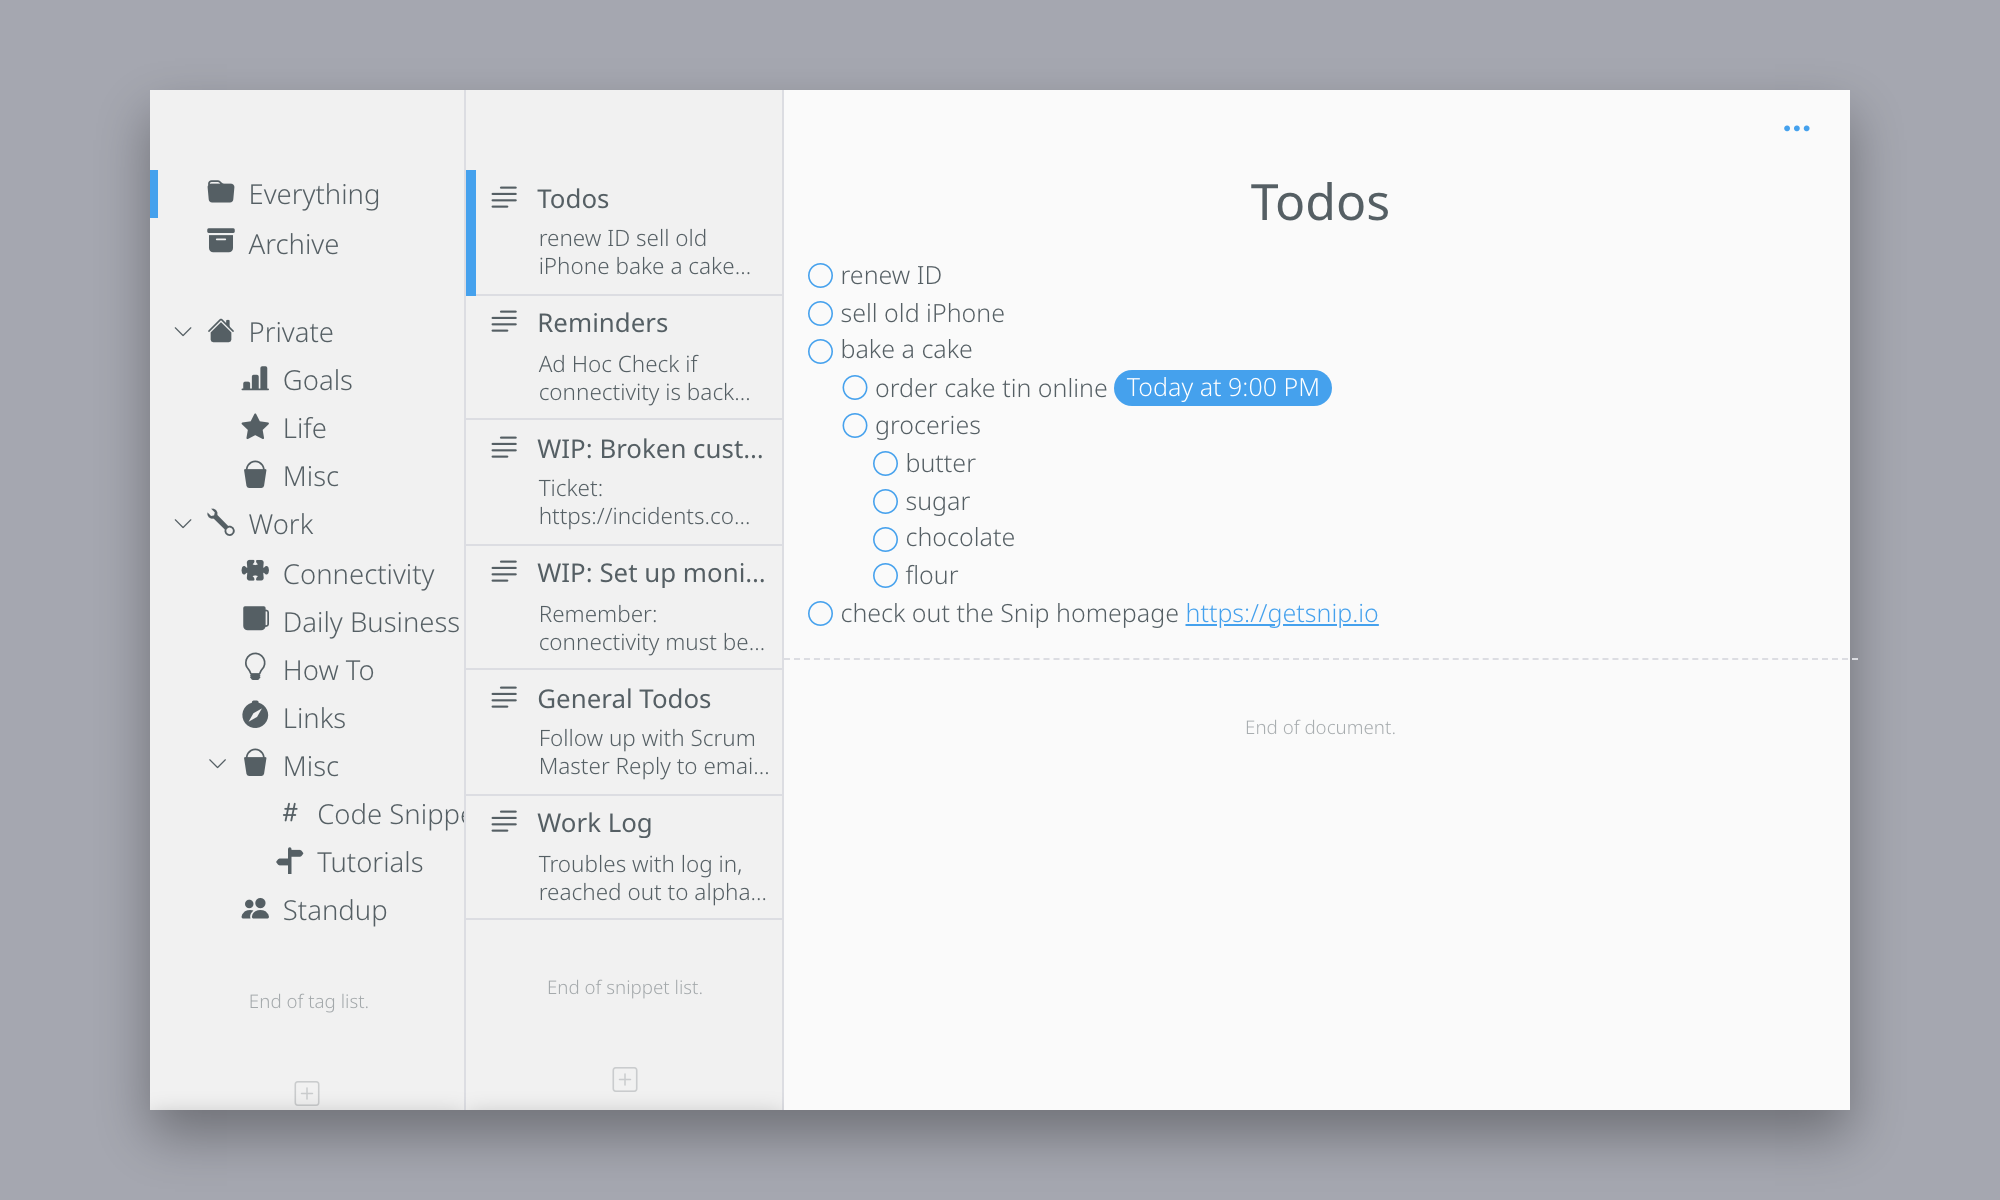 Everything
Archive
Private
Goals
Life
Misc
Work
Connectivity
Daily Business
How To
Links
Misc
# Code Snippe
Tutorials
Standup
End of tag list.
Todos
renew ID sell old
iPhone bake a cake...
Reminders
Ad Hoc Check if
connectivity is back...
WIP: Broken cust...
Ticket:
https://incidents.co...
WIP: Set up moni...
Remember:
connectivity must be...
General Todos
Follow up with Scrum
Master Reply to emai...
Work Log
Troubles with log in,
reached out to alpha...
End of snippet list.
Todos
renew ID
sell old iPhone
bake a cake
order cake tin online Today at 9:00 PM
groceries
butter
sugar
chocolate
flour
check out the Snip homepage https://getsnip.io
End of document.